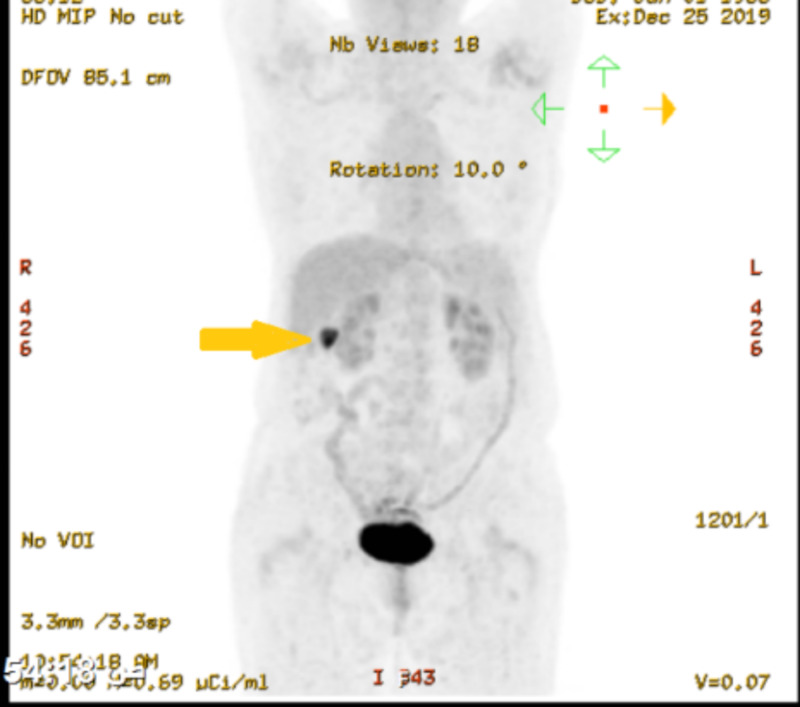 HD MIP No cut
Ex:Dec 25 2019
Nb Views: 18
DFOV 85.1 cm
Rotation: 10.0 °
R
L
4
2
6
4
2
6
1201/1
No VOI
3.3mm /3.3sp
I 343
V=0.07